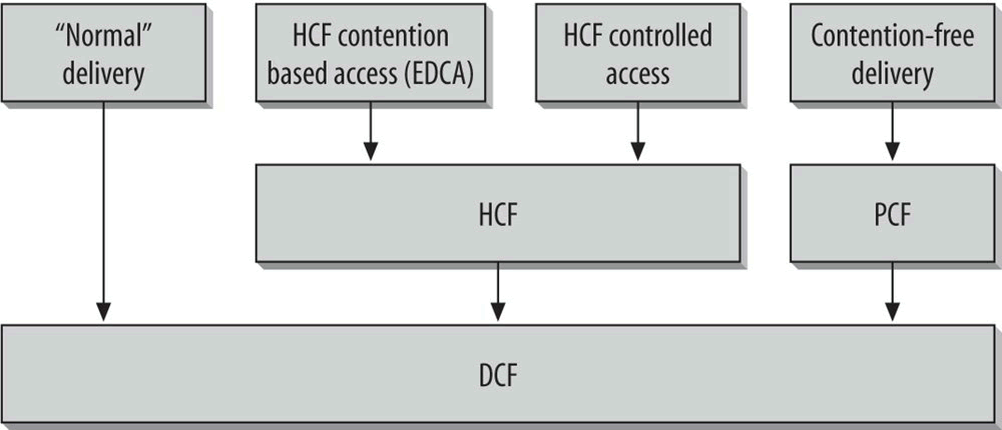 “Normal”
delivery
HCF contention
based access (EDCA)
HCF controlled
access
Contention-free
delivery
HCF
PCF
DCF